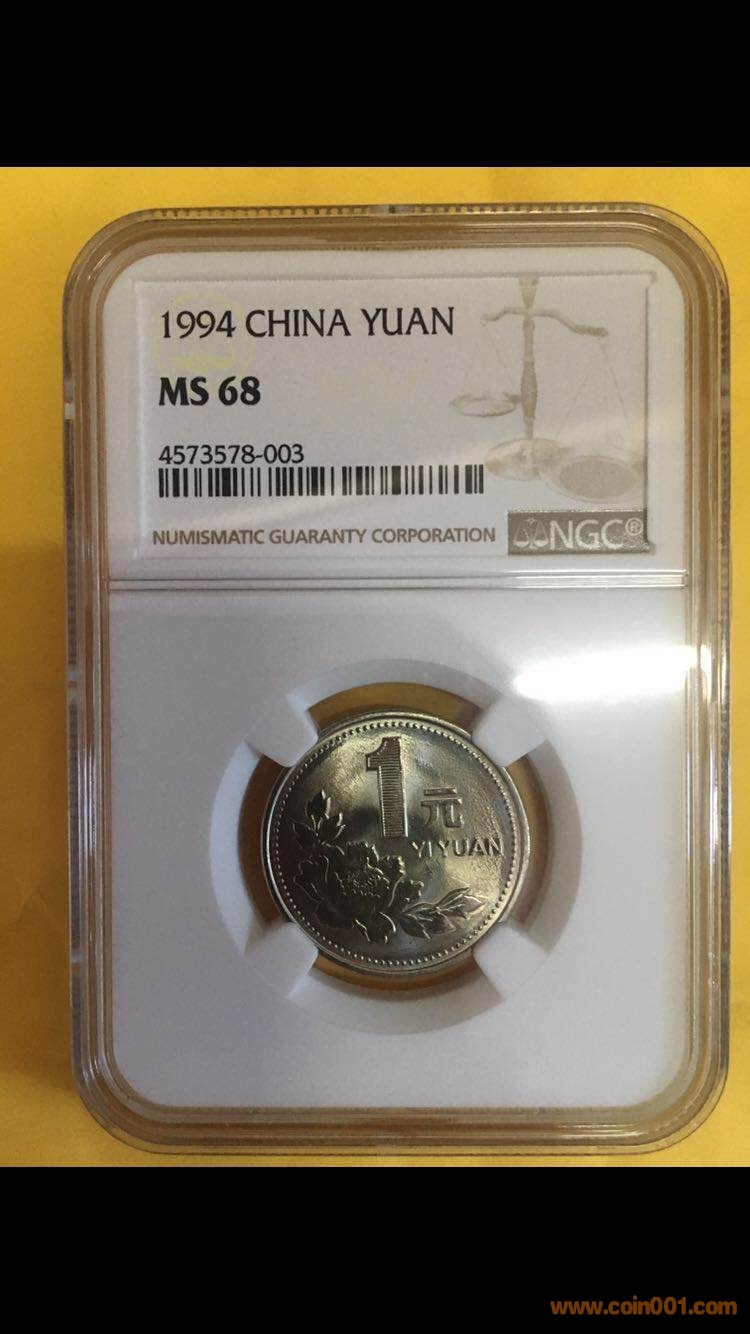 1994 CHINA YUAN
MS 68
4573578-003
NUMISMATIC GUARANTY CORPORATION
NGC®
1元
YI YUAN
www.coin001.com